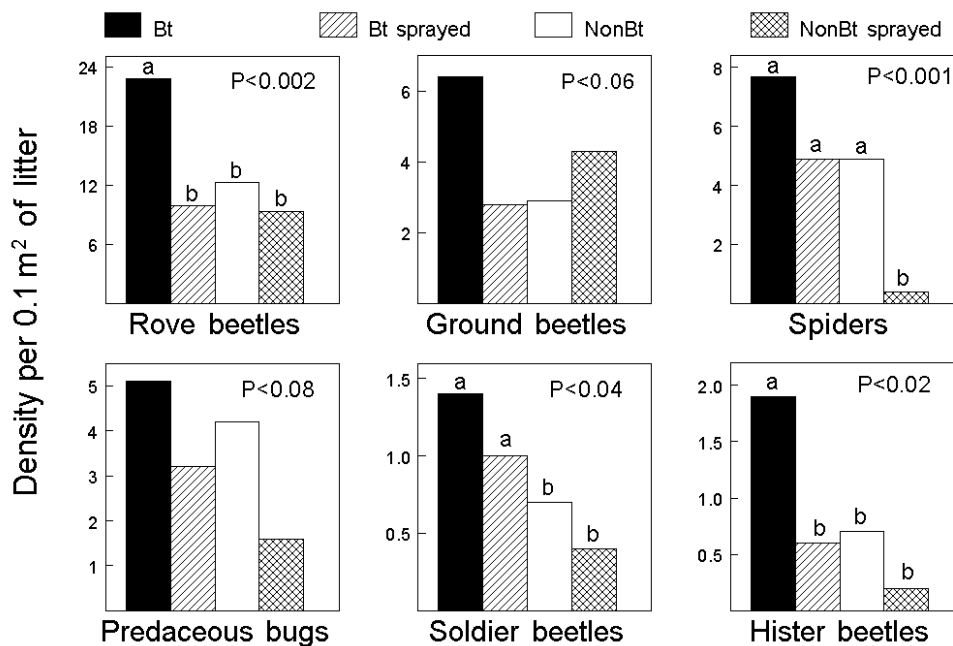 Bt Bt sprayed NonBt NonBt sprayed
Density per 0.1 m² of litter
24
18
12
6
a
b
b
b
P<0.002
Rove beetles
6
4
2
P<0.06
Ground beetles
8
6
4
2
a
a
a
b
P<0.001
Spiders
5
4
3
2
1
P<0.08
Predaceous bugs
1.5
1.0
0.5
a
a
b
b
P<0.04
Soldier beetles
2.0
1.5
1.0
0.5
a
b
b
b
P<0.02
Hister beetles